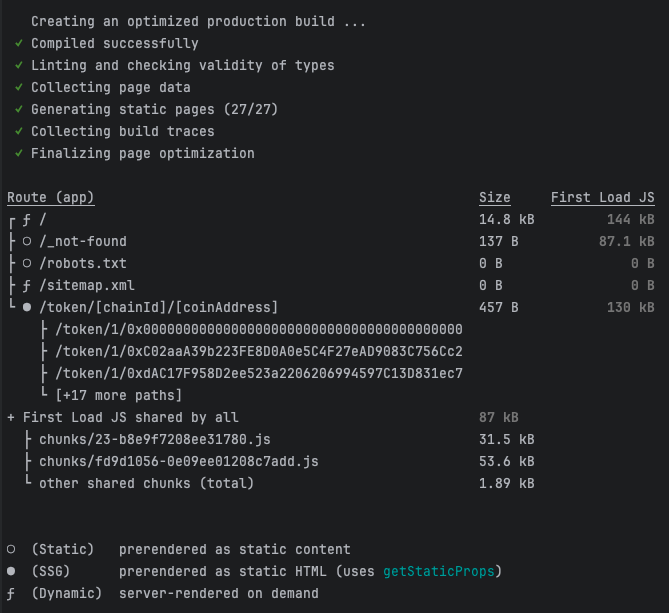 Creating an optimized production build ...
✓ Compiled successfully
✓ Linting and checking validity of types
✓ Collecting page data
✓ Generating static pages (27/27)
✓ Collecting build traces
✓ Finalizing page optimization
Route (app) Size First Load JS
┌ ƒ / 14.8 kB 144 kB
├ ○ /_not-found 137 B 87.1 kB
├ ○ /robots.txt 0 B 0 B
├ ƒ /sitemap.xml 0 B 0 B
└ ● /token/[chainId]/[coinAddress] 457 B 130 kB
├ /token/1/0x0000000000000000000000000000000000000000
├ /token/1/0xC02aaA39b223FE8D0A0e5C4F27eAD9083C756Cc2
├ /token/1/0xdAC17F958D2ee523a2206206994597C13D831ec7
└ [+17 more paths]
+ First Load JS shared by all 87 kB
├ chunks/23-b8e9f7208ee31780.js 31.5 kB
├ chunks/fd9d1056-0e09ee01208c7add.js 53.6 kB
└ other shared chunks (total) 1.89 kB
○ (Static) prerendered as static content
● (SSG) prerendered as static HTML (uses getStaticProps)
ƒ (Dynamic) server-rendered on demand